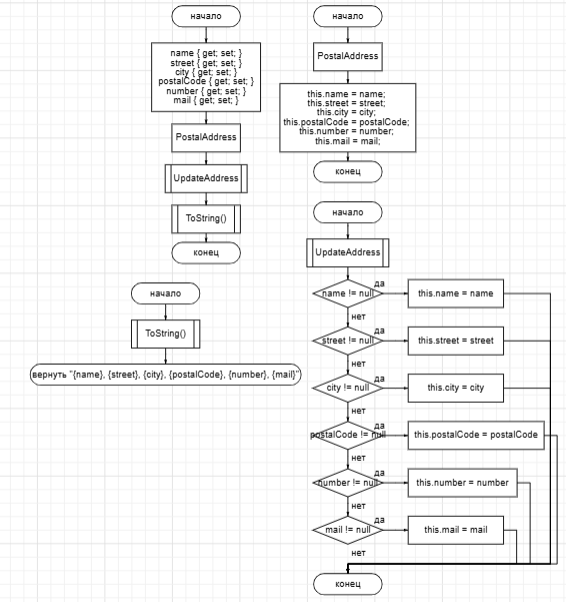 начало
name { get; set; }
street { get; set; }
city { get; set; }
postalCode { get; set; }
number { get; set; }
mail { get; set; }
PostalAddress
UpdateAddress
ToString()
конец
начало
PostalAddress
this.name = name;
this.street = street;
this.city = city;
this.postalCode = postalCode;
this.number = number;
this.mail = mail;
конец
начало
ToString()
вернуть "{name}, {street}, {city}, {postalCode}, {number}, {mail}"
начало
UpdateAddress
name != null
да
this.name = name
нет
street != null
да
this.street = street
нет
city != null
да
this.city = city
нет
postalCode != null
да
this.postalCode = postalCode
нет
number != null
да
this.number = number
нет
mail != null
да
this.mail = mail
нет
конец